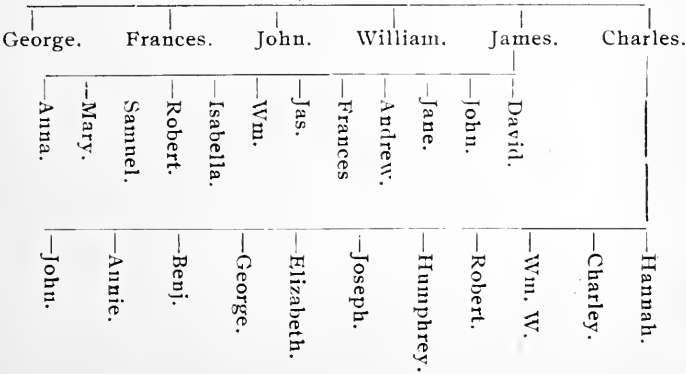 George. Frances. John. William. James. Charles.
Anna. Mary. Samuel. Robert. Isabella. Wm. Jas. Frances Andrew. Jane. John. David.
John. Annie. Benj. George. Elizabeth. Joseph. Humphrey. Robert. Wm. W. Charley. Hannah.